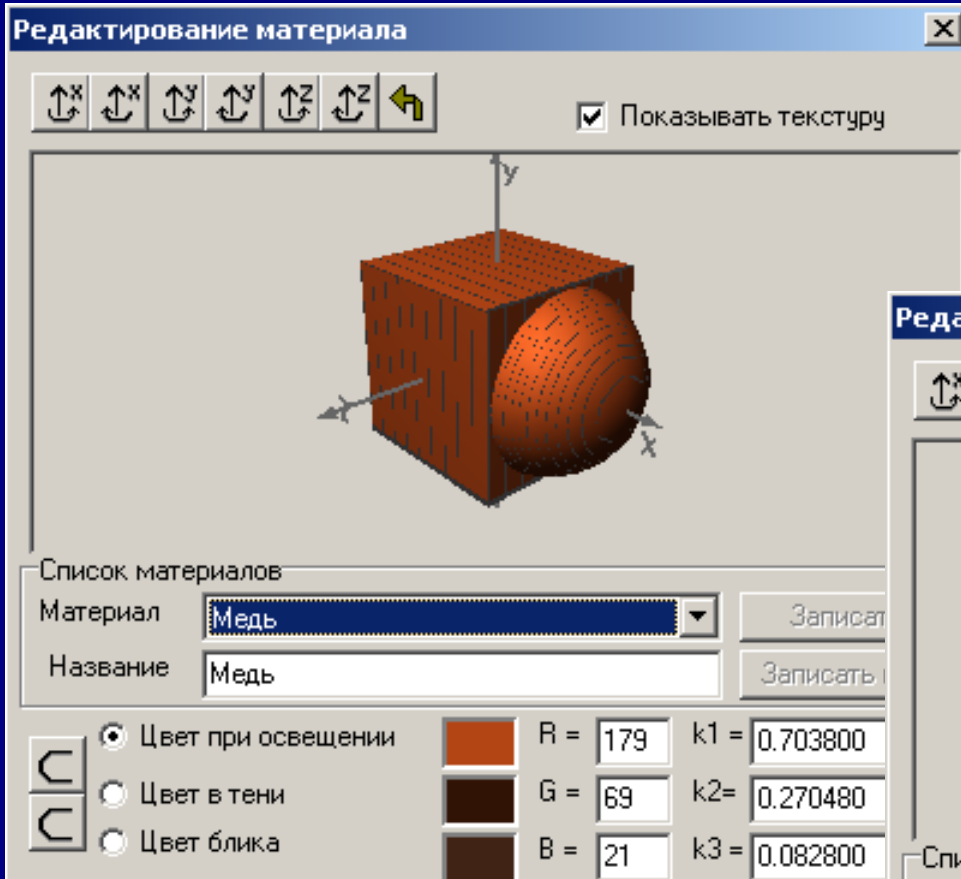 Редактирование материала
x x y y z z
Показывать текстуру
y
x
Список материалов
Материал Медь Записат
Название Медь Записать
Цвет при освещении R = 179 k1 = 0.703800
Цвет в тени G = 69 k2= 0.270480
Цвет блика B = 21 k3 = 0.082800
Реда
x
Спи